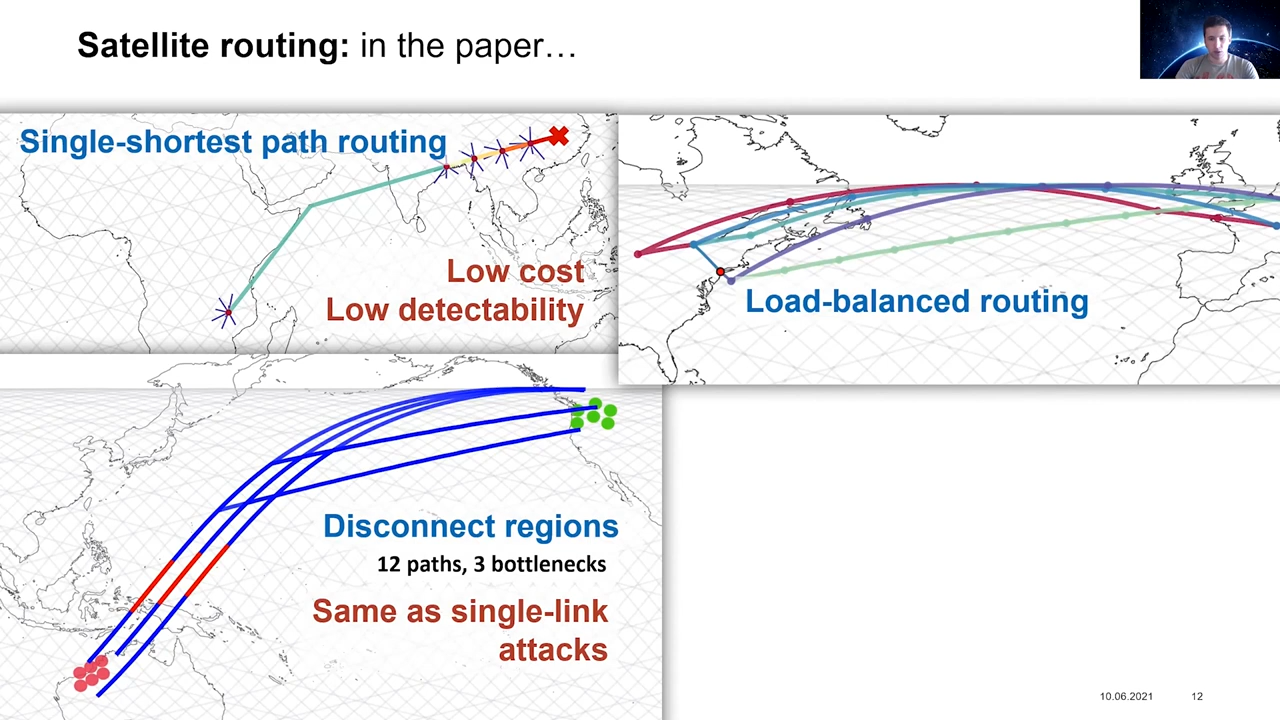 Satellite routing: in the paper…
Single-shortest path routing
Low cost
Low detectability
Load-balanced routing
Disconnect regions
12 paths, 3 bottlenecks
Same as single-link
attacks
10.06.2021
12